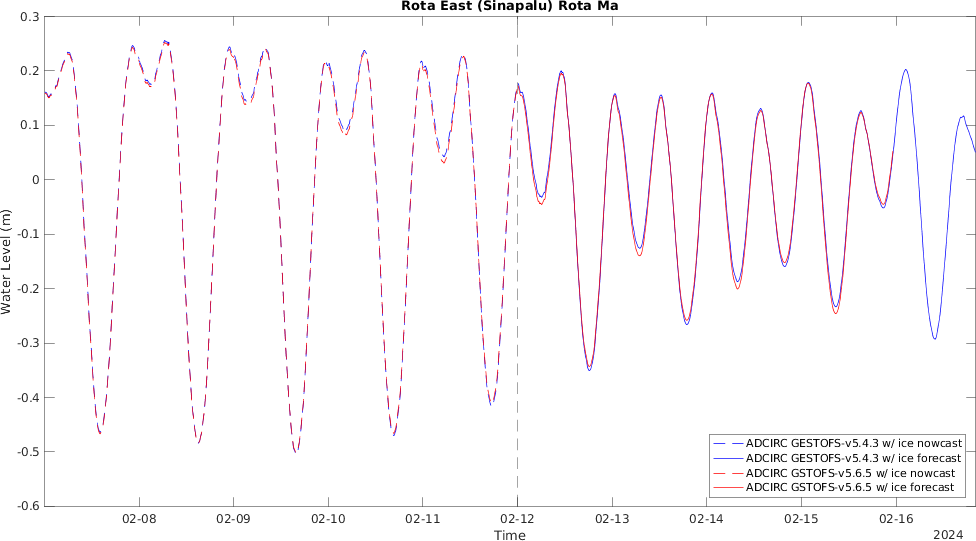 Rota East (Sinapalu) Rota Ma
0.3
0.2
0.1
0
-0.1
-0.2
-0.3
-0.4
-0.5
-0.6
Water Level (m)
ADCIRC GESTOFS-v5.4.3 w/ ice nowcast
ADCIRC GESTOFS-v5.4.3 w/ ice forecast
ADCIRC GSTOFS-v5.6.5 w/ ice nowcast
ADCIRC GSTOFS-v5.6.5 w/ ice forecast
02-08 02-09 02-10 02-11 02-12 02-13 02-14 02-15 02-16
Time
2024